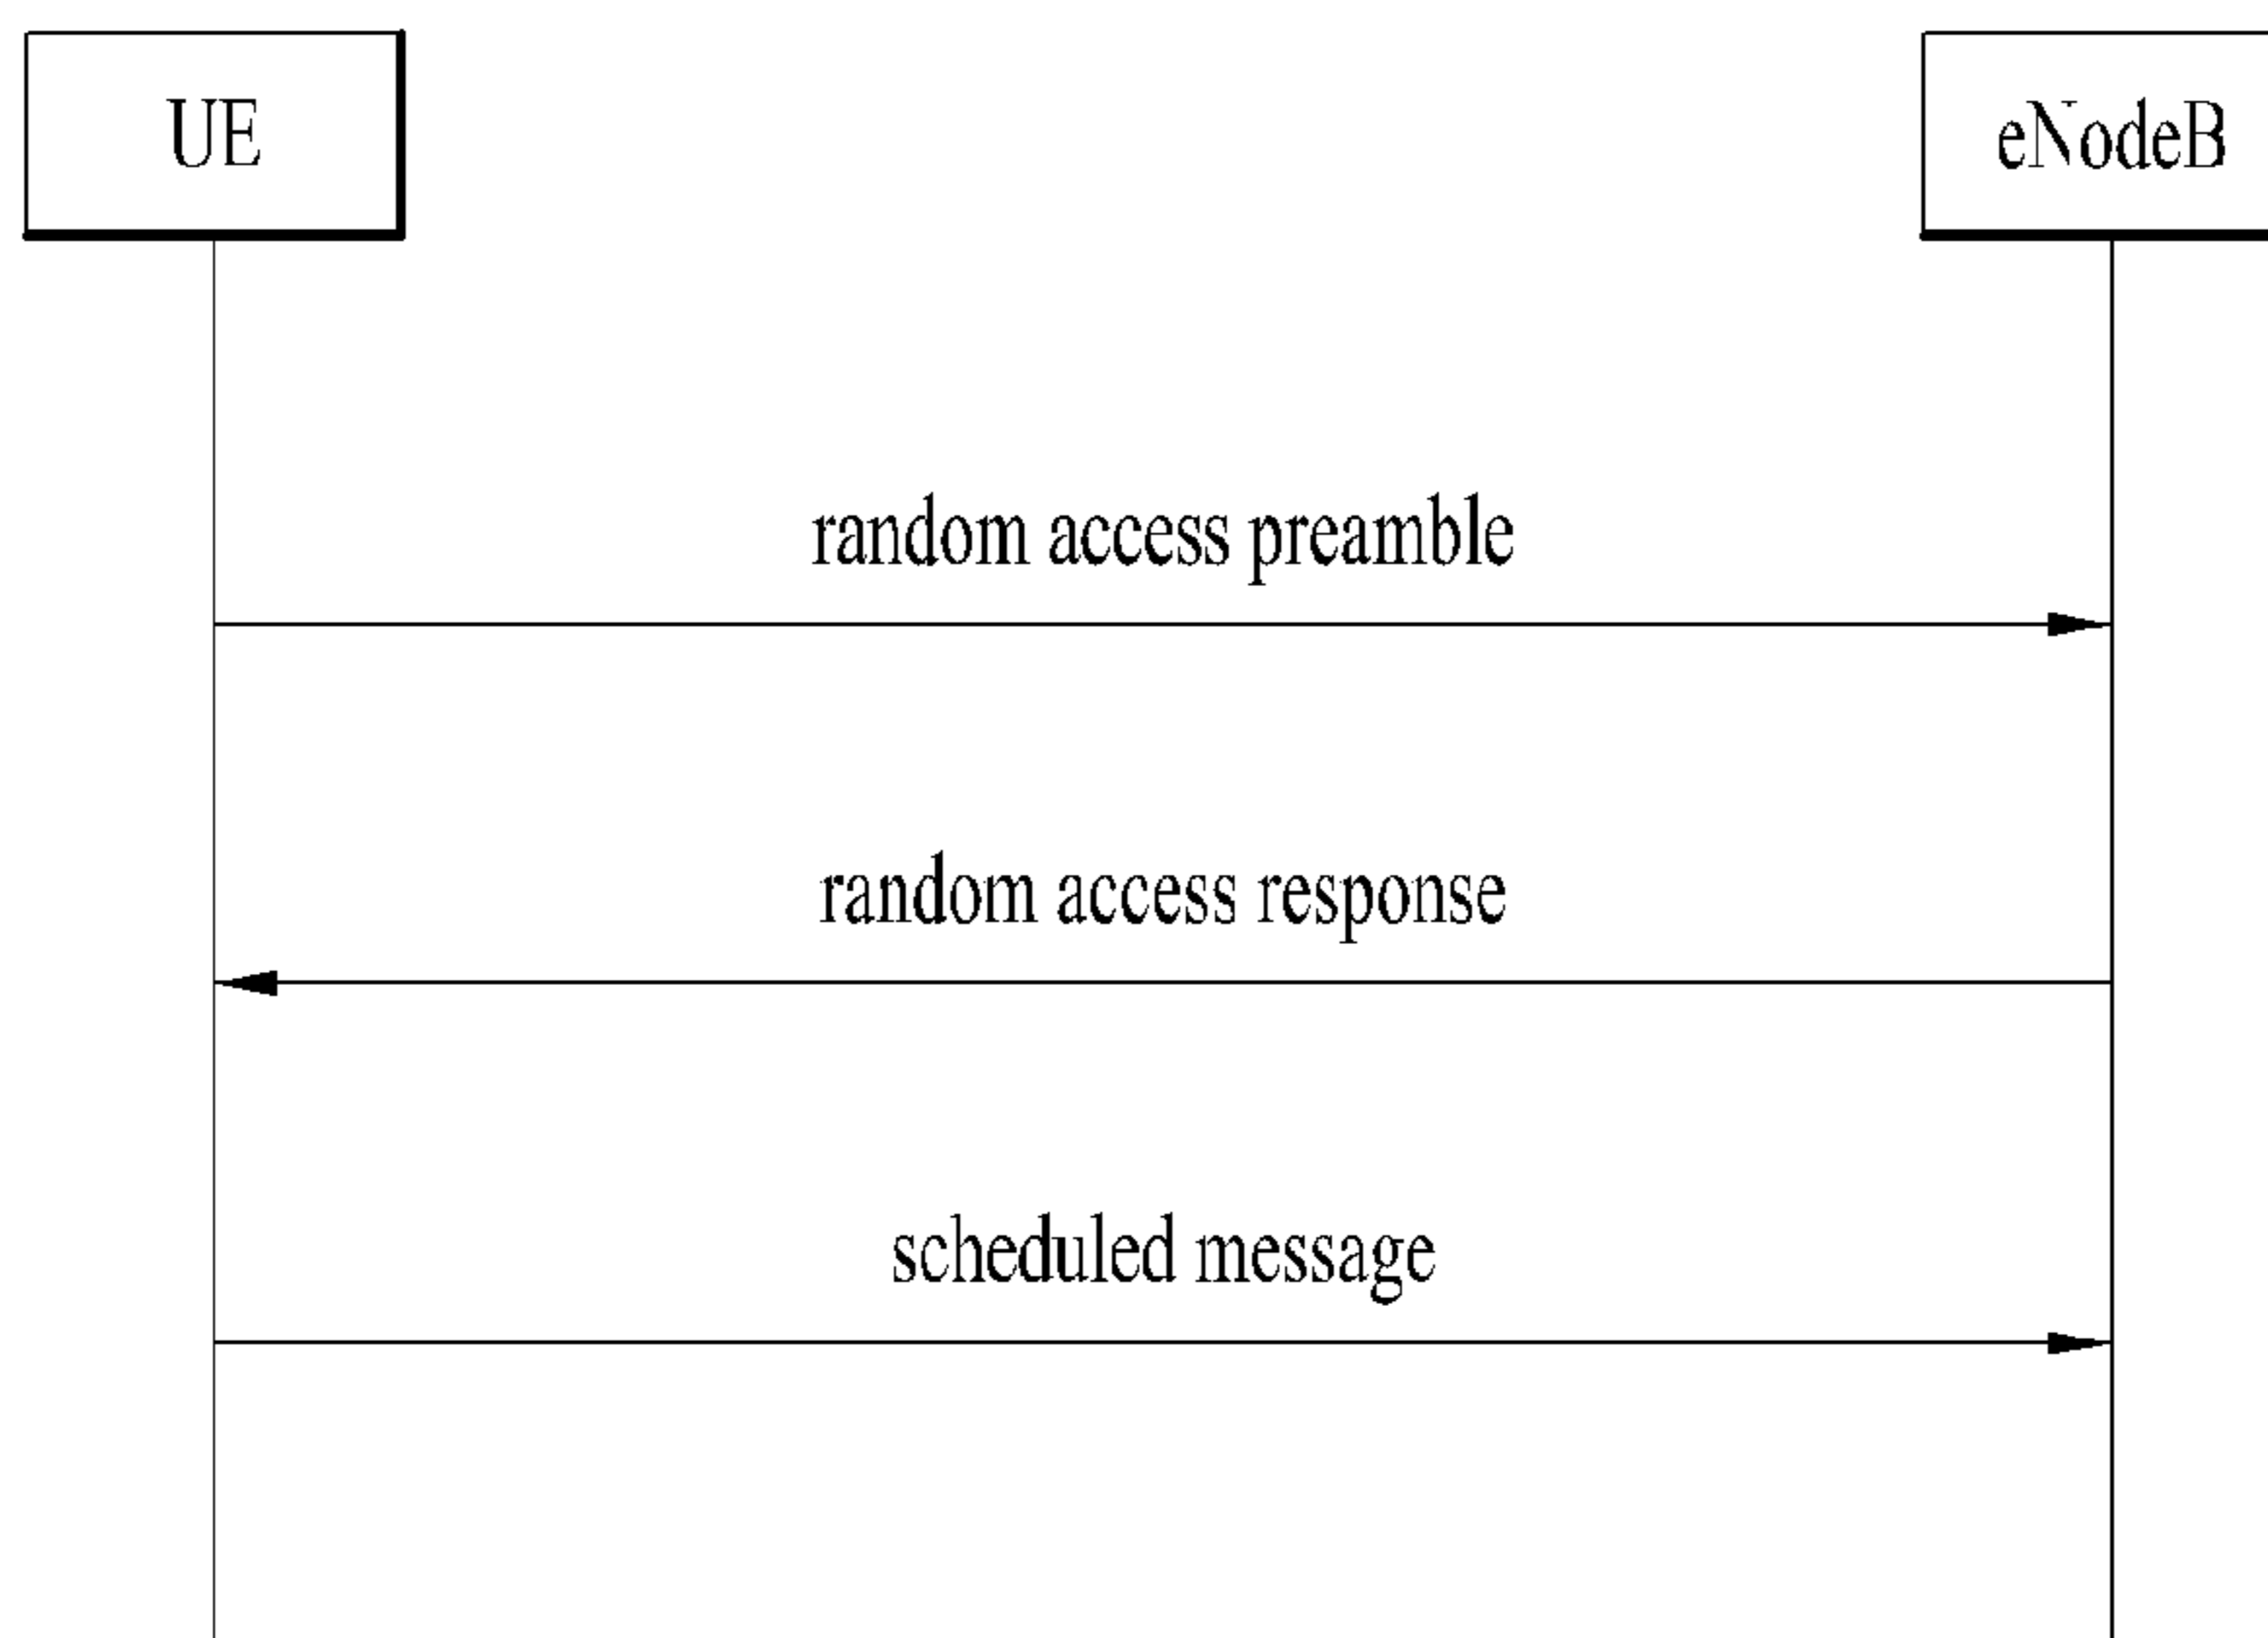 UE
eNodeB
random access preamble
random access response
scheduled message